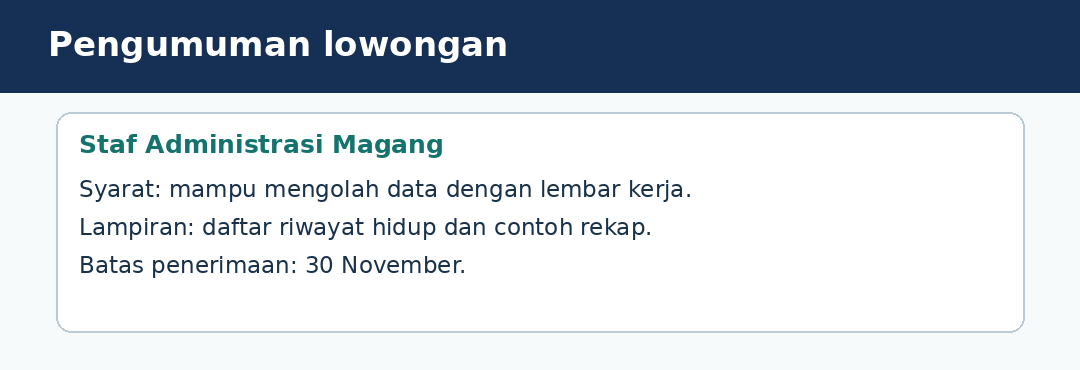 Pengumuman lowongan
Staf Administrasi Magang
Syarat: mampu mengolah data dengan lembar kerja.
Lampiran: daftar riwayat hidup dan contoh rekap.
Batas penerimaan: 30 November.